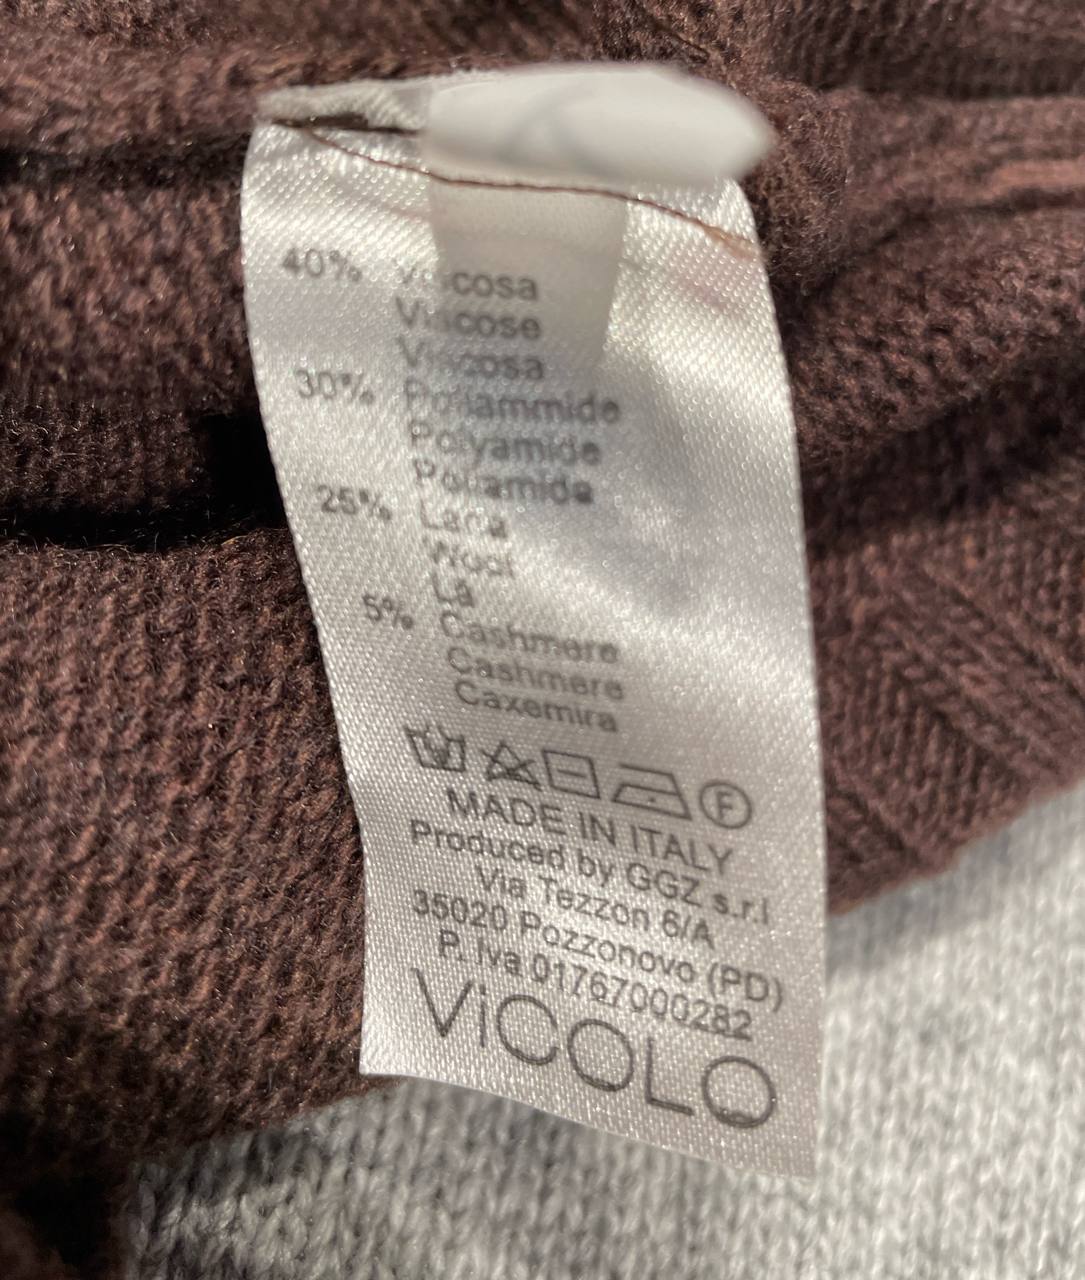 40% Viscosa
Viscose
Viscosa
30% Poliammide
Polyamide
Poliamida
25% Lana
Wool
La
5% Cashmere
Cashmere
Caxemira
F
MADE IN ITALY
Produced by GGZ s.r.l
Via Tezzon 6/A
35020 Pozzonovo (PD)
P. Iva 01767000282
ViCOLO